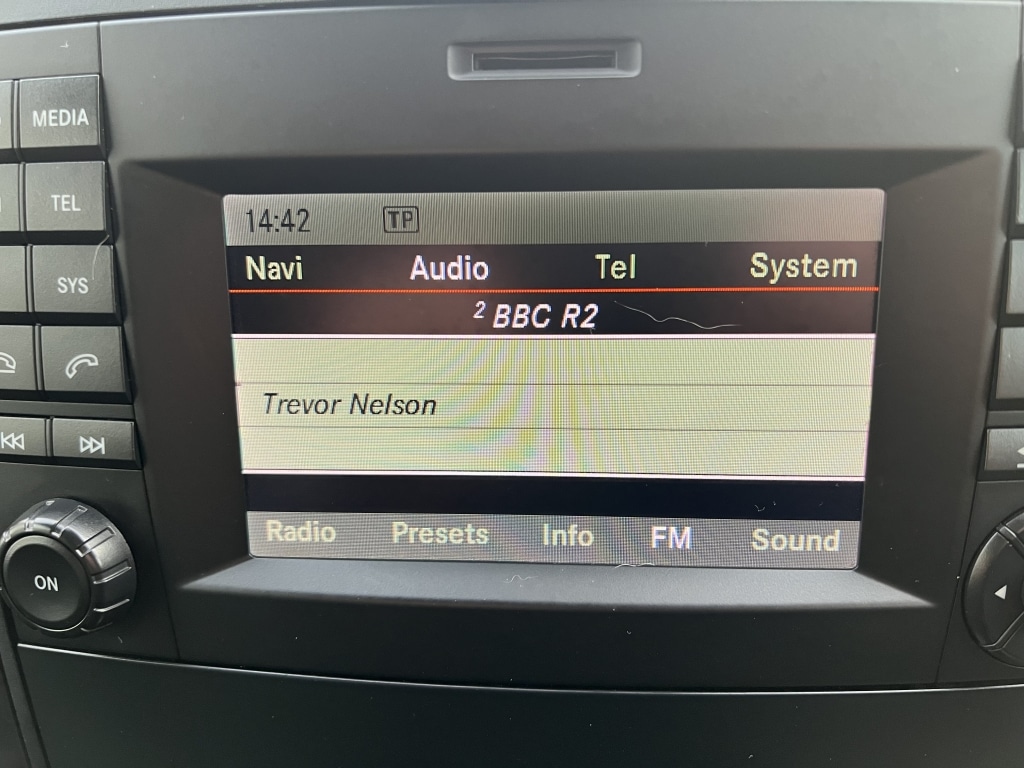 MEDIA
TEL
SYS
ON
14:42 TP
Navi Audio Tel System
2 BBC R2
Trevor Nelson
Radio Presets Info FM Sound